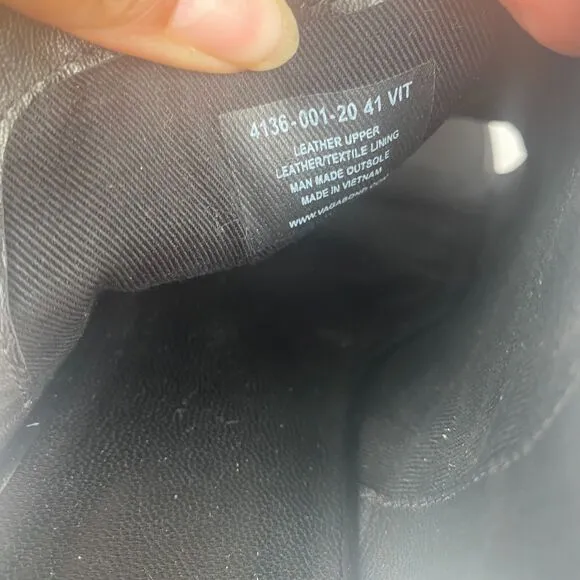 4136-001-20 41 VIT
LEATHER UPPER
LEATHER/TEXTILE LINING
MAN MADE OUTSOLE
MADE IN VIETNAM
WWW.VAGABOND.COM